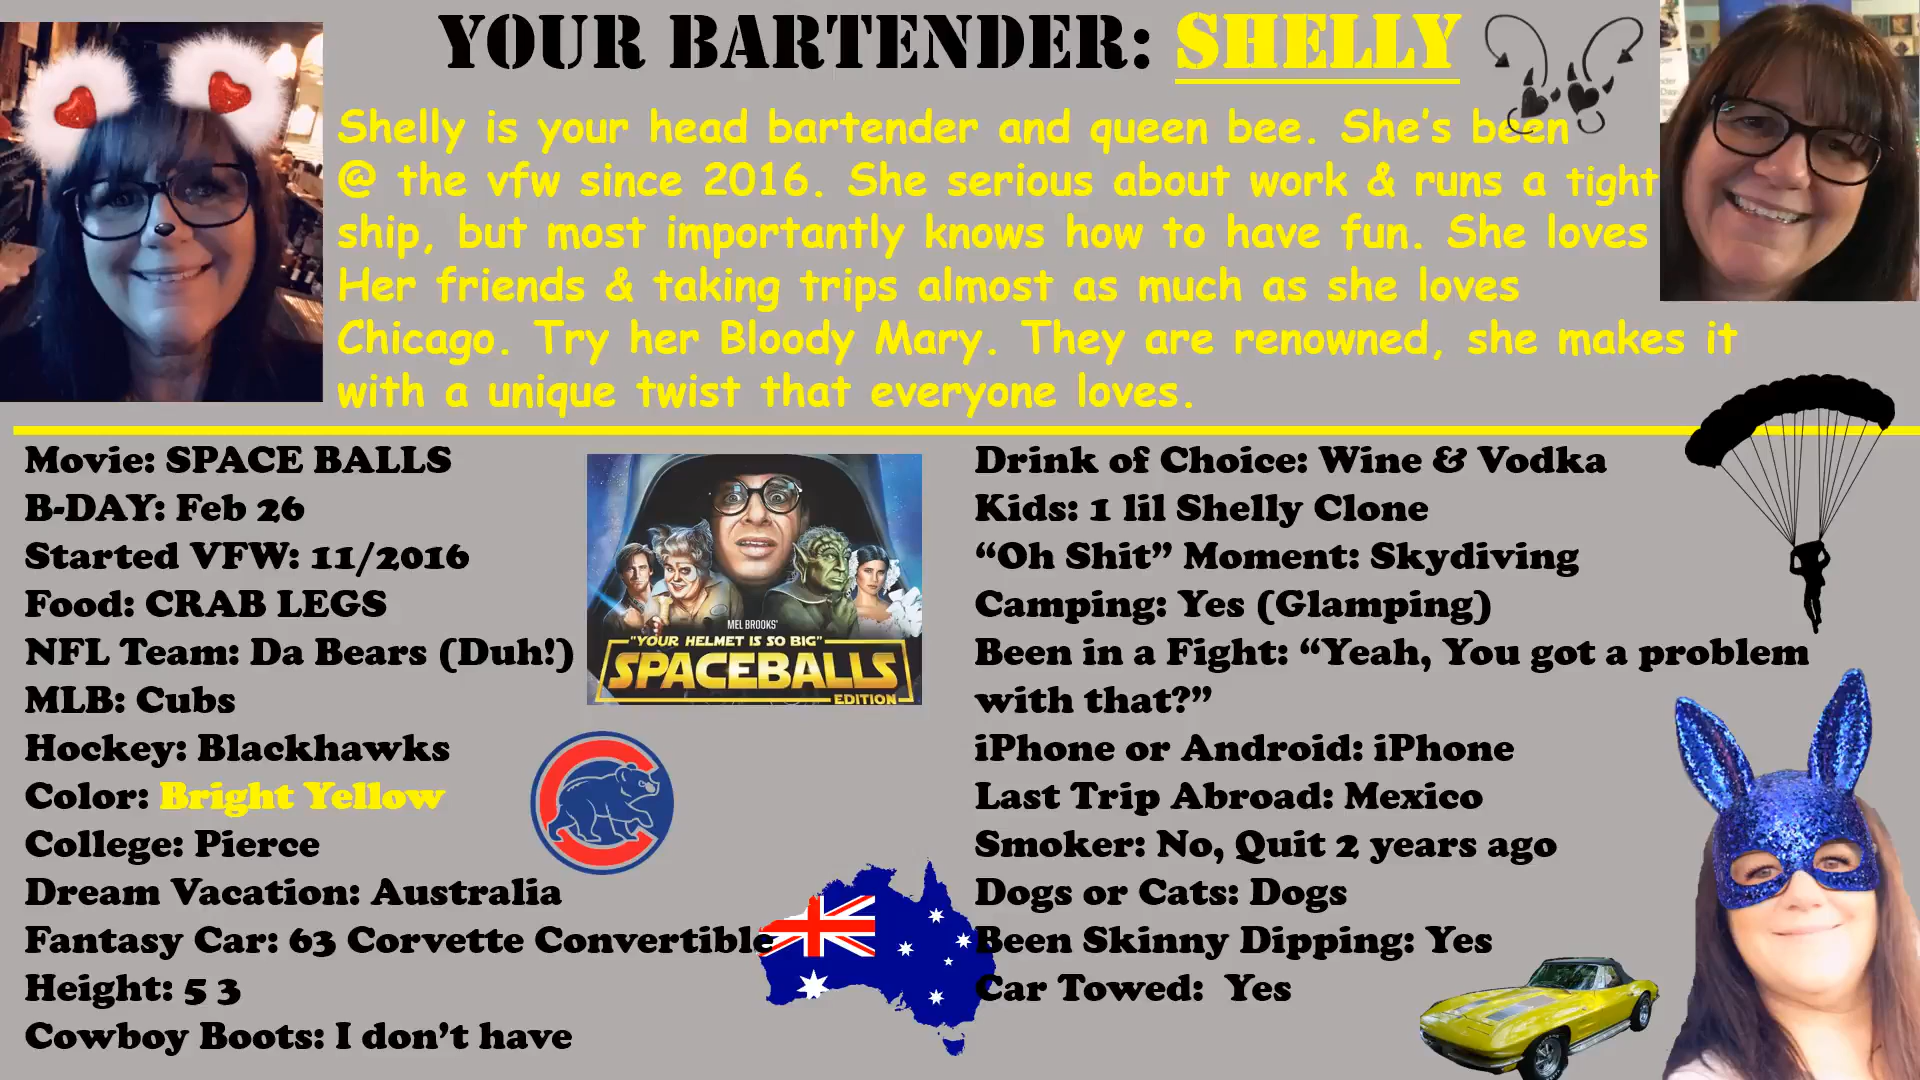 YOUR BARTENDER: SHELLY
Shelly is your head bartender and queen bee. She's been
@ the vfw since 2016. She serious about work & runs a tight
ship, but most importantly knows how to have fun. She loves
Her friends & taking trips almost as much as she loves
Chicago. Try her Bloody Mary. They are renowned, she makes it
with a unique twist that everyone loves.
Movie: SPACE BALLS
B-DAY: Feb 26
Started VFW: 11/2016
Food: CRAB LEGS
NFL Team: Da Bears (Duh!)
MLB: Cubs
Hockey: Blackhawks
Color: Bright Yellow
College: Pierce
Dream Vacation: Australia
Fantasy Car: 63 Corvette Convertible
Height: 5 3
Cowboy Boots: I don't have
MEL BROOKS'
"YOUR HELMET IS SO BIG"
SPACEBALLS
EDITION
Drink of Choice: Wine & Vodka
Kids: 1 lil Shelly Clone
“Oh Shit” Moment: Skydiving
Camping: Yes (Glamping)
Been in a Fight: “Yeah, You got a problem
with that?”
iPhone or Android: iPhone
Last Trip Abroad: Mexico
Smoker: No, Quit 2 years ago
Dogs or Cats: Dogs
Been Skinny Dipping: Yes
Car Towed: Yes